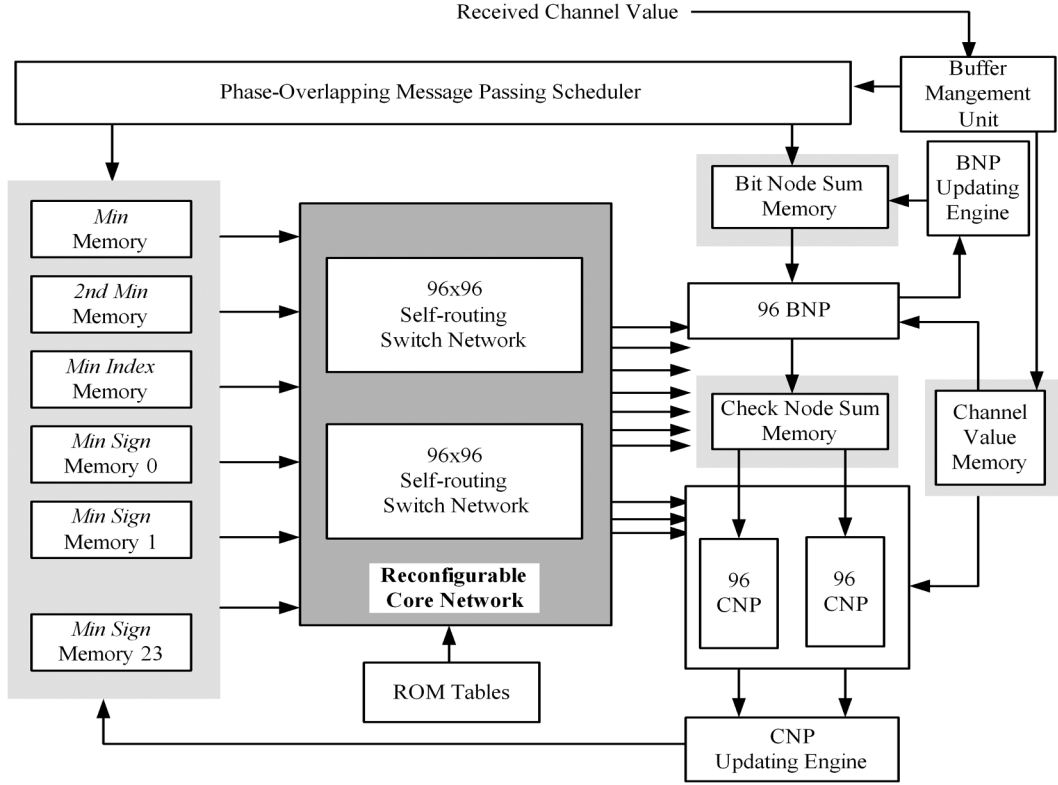 Received Channel Value
Phase-Overlapping Message Passing Scheduler
Buffer
Mangement
Unit
Min
Memory
2nd Min
Memory
Min Index
Memory
Min Sign
Memory 0
Min Sign
Memory 1
Min Sign
Memory 23
96x96
Self-routing
Switch Network
96x96
Self-routing
Switch Network
Reconfigurable
Core Network
ROM Tables
Bit Node Sum
Memory
BNP
Updating
Engine
96 BNP
Check Node Sum
Memory
Channel
Value
Memory
96
CNP
96
CNP
CNP
Updating Engine